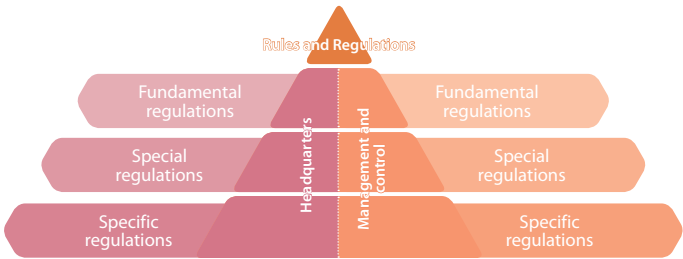 Rules and Regulations
Fundamental
regulations
Fundamental
regulations
Headquarters
Management and
control
Special
regulations
Special
regulations
Specific
regulations
Specific
regulations